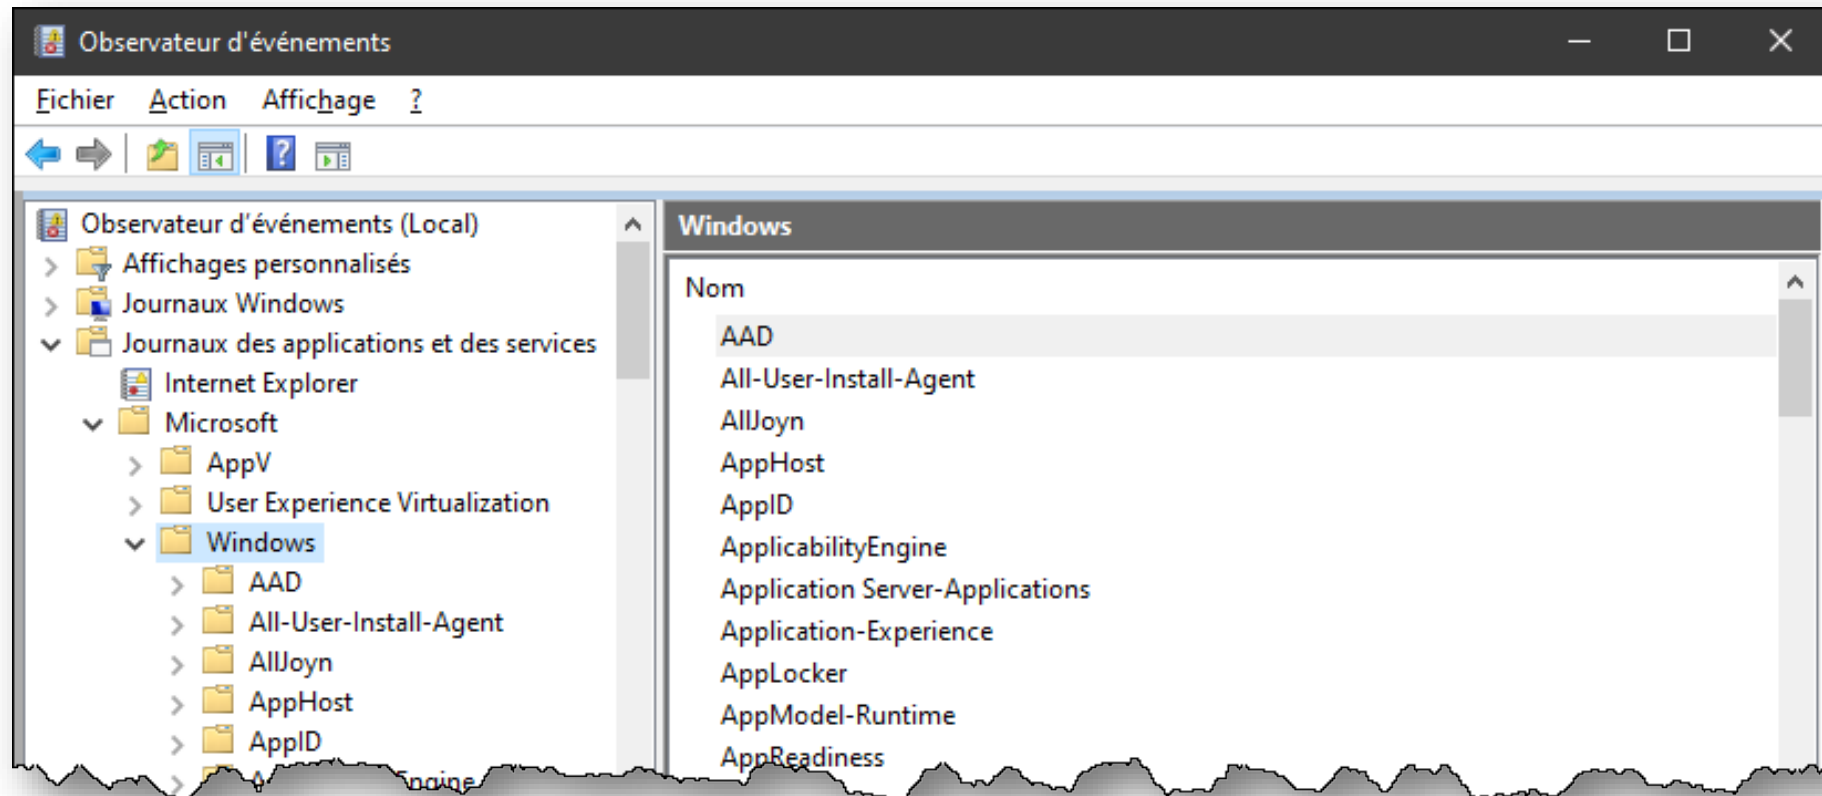 Observateur d'événements
Fichier Action Affichage ?
Observateur d'événements (Local)
Affichages personnalisés
Journaux Windows
Journaux des applications et des services
Internet Explorer
Microsoft
AppV
User Experience Virtualization
Windows
AAD
All-User-Install-Agent
AllJoyn
AppHost
AppID
Engine
Windows
Nom
AAD
All-User-Install-Agent
AllJoyn
AppHost
AppID
ApplicabilityEngine
Application Server-Applications
Application-Experience
AppLocker
AppModel-Runtime
AppReadiness